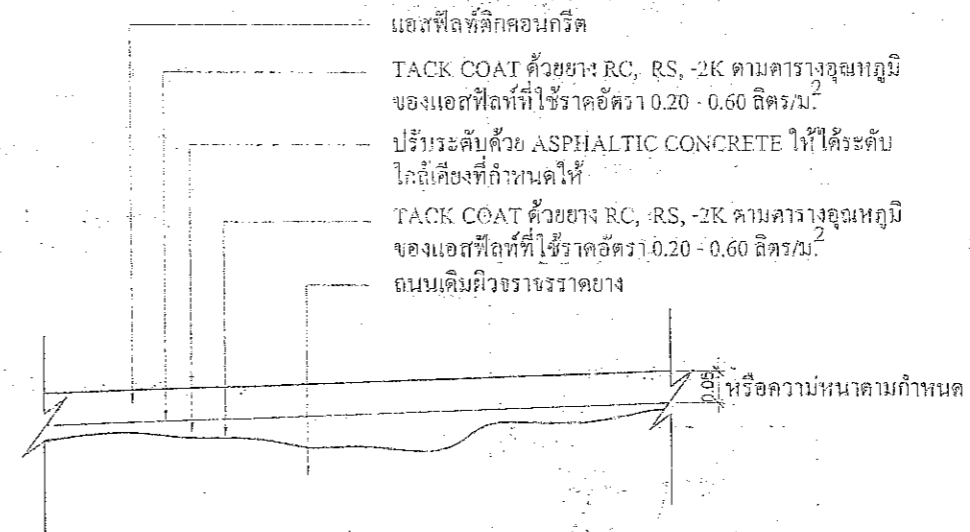 แอสฟัลท์ติกคอนกรีต
TACK COAT ด้วยยาง RC, RS, -2K ตามตารางอุณหภูมิ
ของแอสฟัลท์ที่ใช้ราดอัตรา 0.20 - 0.60 ลิตร/ม.2
ปรับระดับด้วย ASPHALTIC CONCRETE ให้ได้ระดับ
ใกล้เคียงที่กำหนดให้
TACK COAT ด้วยยาง RC, RS, -2K ตามตารางอุณหภูมิ
ของแอสฟัลท์ที่ใช้ราดอัตรา 0.20 - 0.60 ลิตร/ม.2
ถนนเดิมผิวจราจรราดยาง
0.05 หรือความหนาตามกำหนด